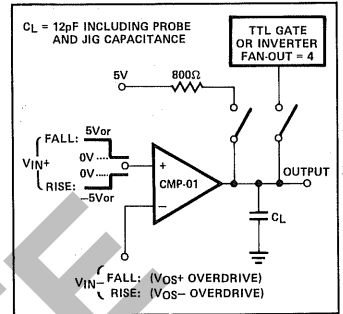 CL = 12pF INCLUDING PROBE
AND JIG CAPACITANCE
TTL GATE
OR INVERTER
FAN-OUT = 4
5V
800Ω
FALL: 5Vor
0V
VIN+
0V
RISE: −5Vor
+
−
CMP-01
OUTPUT
CL
VIN− FALL: (VOS+ OVERDRIVE)
RISE: (VOS− OVERDRIVE)